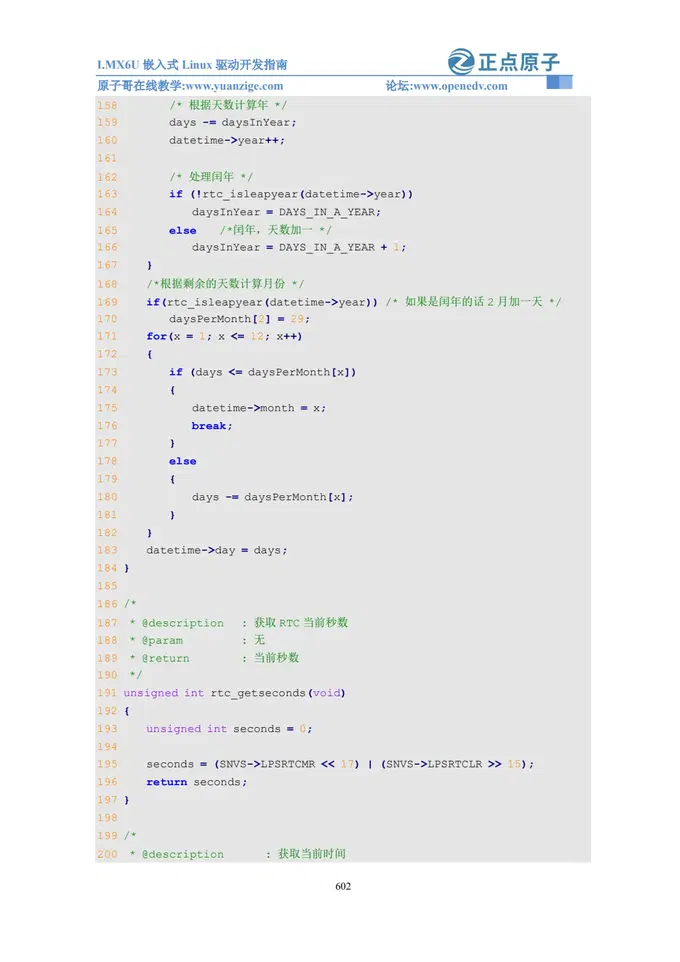 I.MX6U 嵌入式 Linux 驱动开发指南
正点原子
原子哥在线教学:www.yuanzige.com 论坛:www.openedv.com
158 /* 根据天数计算年 */
159 days -= daysInYear;
160 datetime->year++;
161
162 /* 处理闰年 */
163 if (!rtc_isleapyear(datetime->year))
164 daysInYear = DAYS_IN_A_YEAR;
165 else /*闰年，天数加一 */
166 daysInYear = DAYS_IN_A_YEAR + 1;
167 }
168 /*根据剩余的天数计算月份 */
169 if(rtc_isleapyear(datetime->year)) /* 如果是闰年的话 2 月加一天 */
170 daysPerMonth[2] = 29;
171 for(x = 1; x <= 12; x++)
172 {
173 if (days <= daysPerMonth[x])
174 {
175 datetime->month = x;
176 break;
177 }
178 else
179 {
180 days -= daysPerMonth[x];
181 }
182 }
183 datetime->day = days;
184 }
185
186 /*
187 * @description : 获取 RTC 当前秒数
188 * @param : 无
189 * @return : 当前秒数
190 */
191 unsigned int rtc_getseconds(void)
192 {
193 unsigned int seconds = 0;
194
195 seconds = (SNVS->LPSRTCMR << 17) | (SNVS->LPSRTCLR >> 15);
196 return seconds;
197 }
198
199 /*
200 * @description : 获取当前时间
602